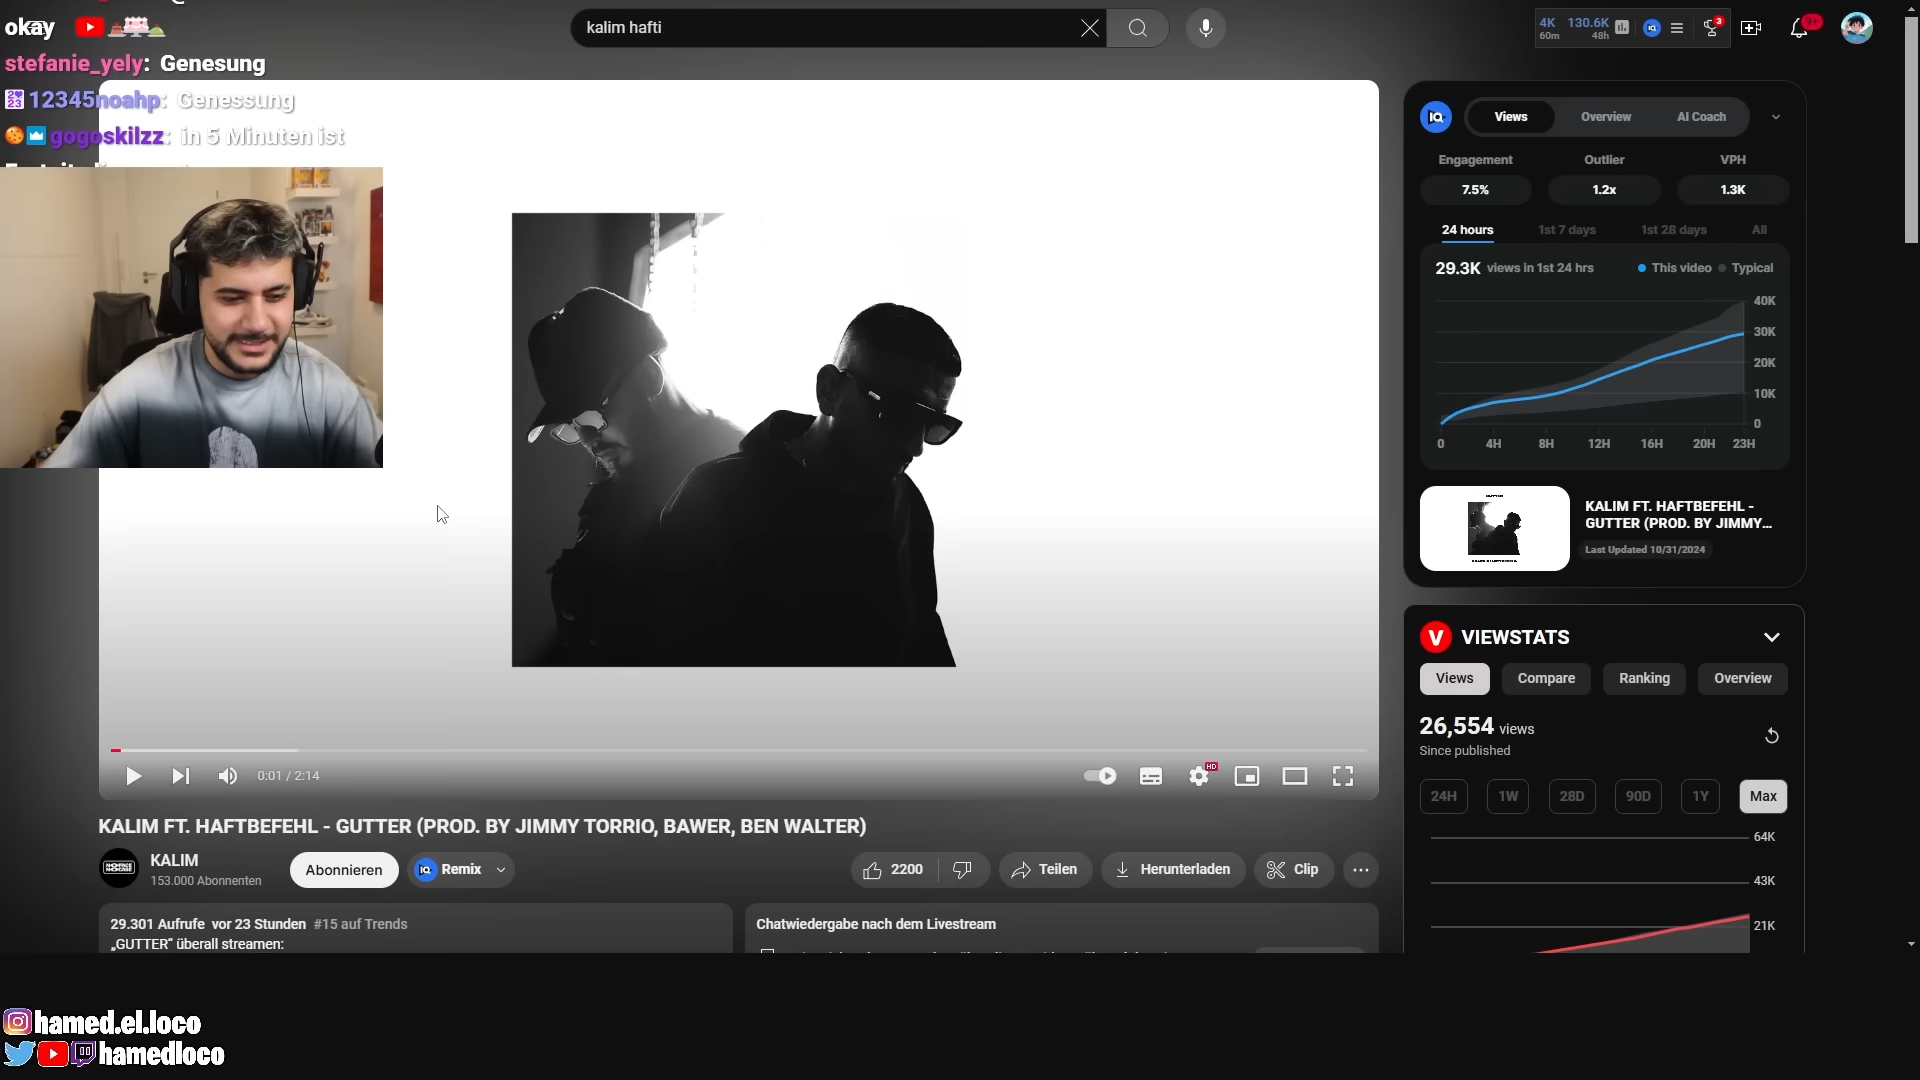 okay
kalim hafti
4K
60m
130.6K
48h
3
9+
stefanie_yely: Genesung
12345noahp: Genessung
gogoskilzz: in 5 Minuten ist
IQ
Views
Overview
AI Coach
Engagement
Outlier
VPH
7.5%
1.2x
1.3K
24 hours
1st 7 days
1st 28 days
All
29.3K views in 1st 24 hrs
This video
Typical
40K
30K
20K
10K
0
0
4H
8H
12H
16H
20H
23H
KALIM FT. HAFTBEFEHL -
GUTTER (PROD. BY JIMMY...
Last Updated 10/31/2024
VIEWSTATS
Views
Compare
Ranking
Overview
26,554 views
Since published
24H
1W
28D
90D
1Y
Max
64K
43K
21K
0:01 / 2:14
HD
KALIM FT. HAFTBEFEHL - GUTTER (PROD. BY JIMMY TORRIO, BAWER, BEN WALTER)
KALIM
153.000 Abonnenten
Abonnieren
IQ
Remix
2200
Teilen
Herunterladen
Clip
29.301 Aufrufe vor 23 Stunden #15 auf Trends
„GUTTER“ überall streamen:
Chatwiedergabe nach dem Livestream
hamed.el.loco
hamedloco